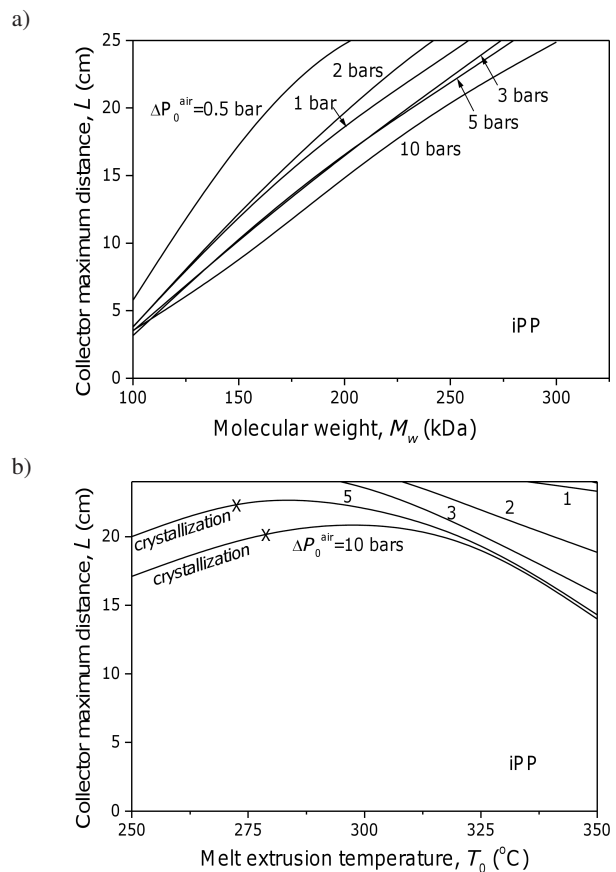 a)
25
20
15
10
5
0
Collector maximum distance, L (cm)
2 bars
ΔP₀ᵃⁱʳ=0.5 bar
1 bar
3 bars
5 bars
10 bars
iPP
100 150 200 250 300
Molecular weight, M_w (kDa)
b)
20
15
10
5
0
Collector maximum distance, L (cm)
1
5
2
3
crystallization
ΔP₀ᵃⁱʳ=10 bars
crystallization
iPP
250 275 300 325 350
Melt extrusion temperature, T₀ (°C)